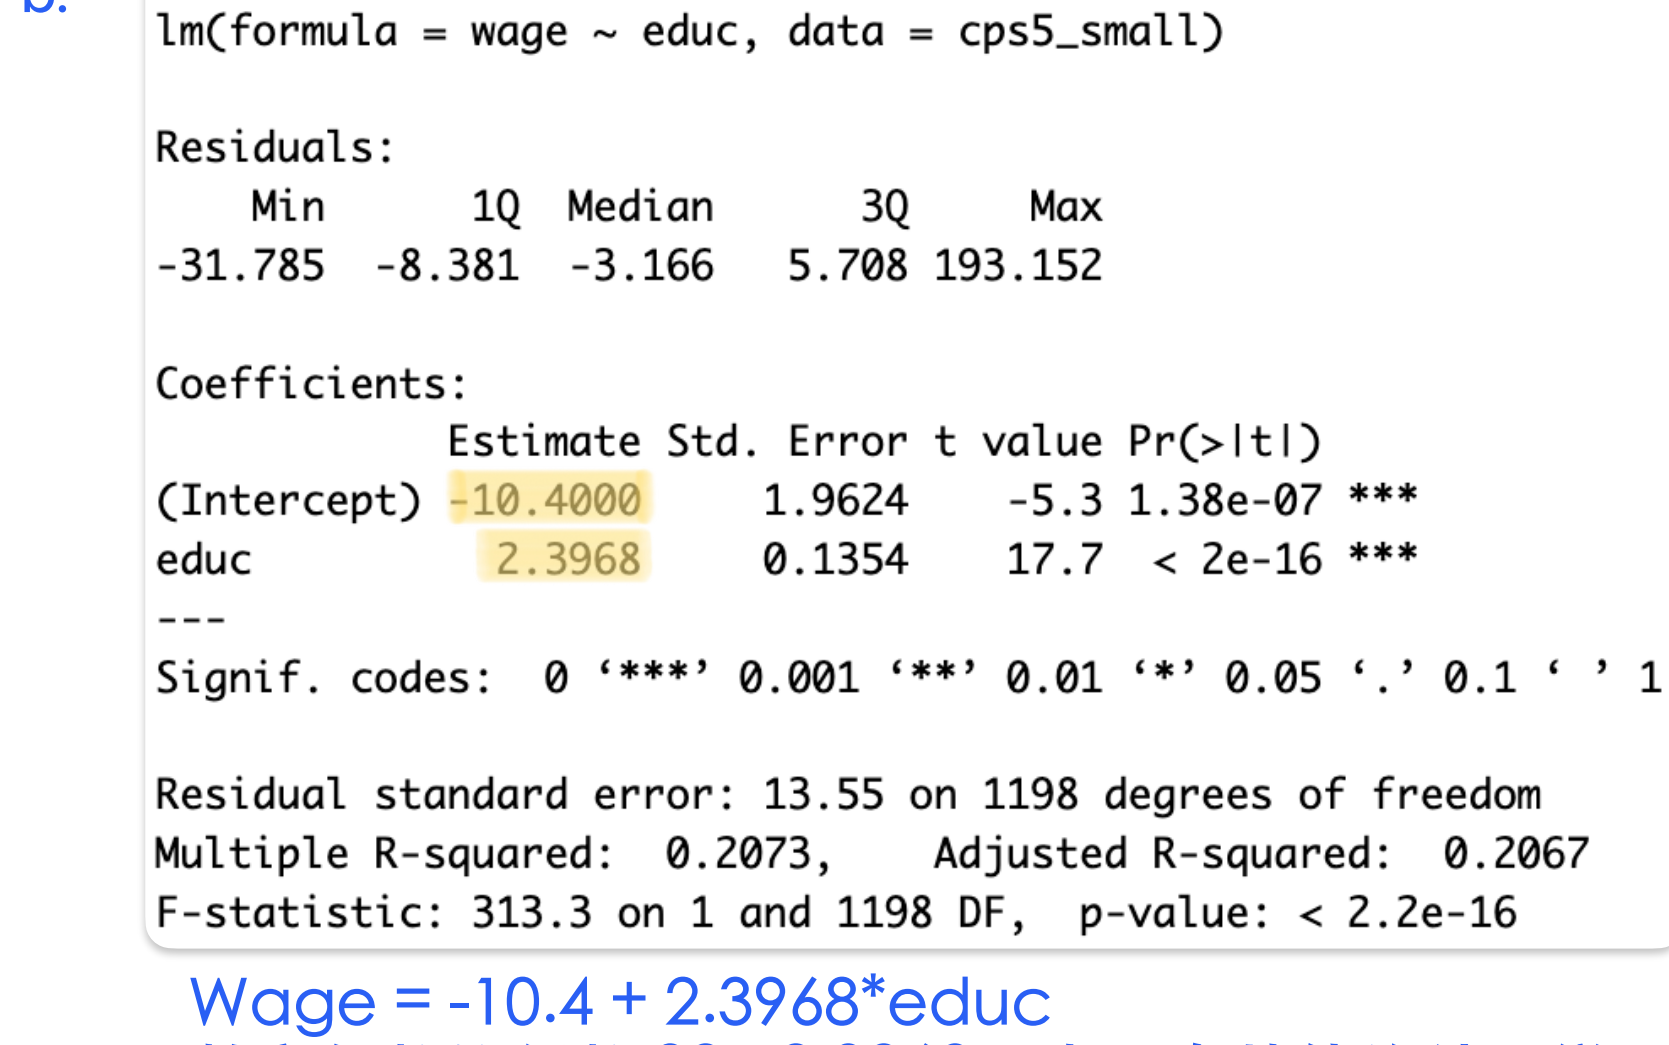 b.
lm(formula = wage ~ educ, data = cps5_small)
Residuals:
Min 1Q Median 3Q Max
-31.785 -8.381 -3.166 5.708 193.152
Coefficients:
Estimate Std. Error t value Pr(>|t|)
(Intercept) -10.4000 1.9624 -5.3 1.38e-07 ***
educ 2.3968 0.1354 17.7 < 2e-16 ***
---
Signif. codes: 0 ‘***’ 0.001 ‘**’ 0.01 ‘*’ 0.05 ‘.’ 0.1 ‘ ’ 1
Residual standard error: 13.55 on 1198 degrees of freedom
Multiple R-squared: 0.2073, Adjusted R-squared: 0.2067
F-statistic: 313.3 on 1 and 1198 DF, p-value: < 2.2e-16
Wage = -10.4 + 2.3968*educ